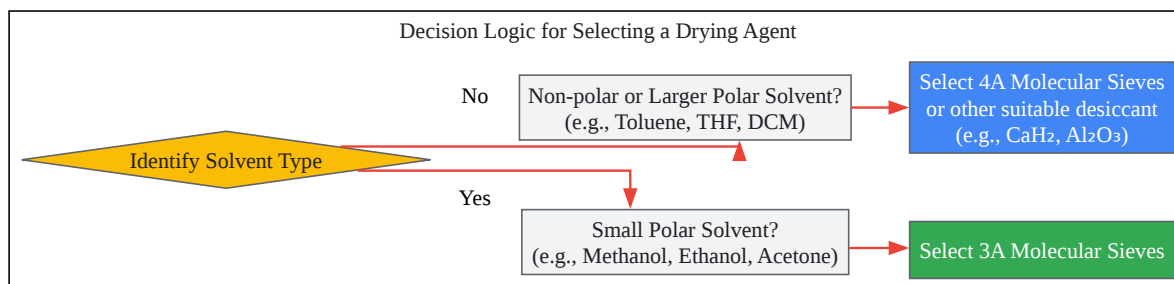 Decision Logic for Selecting a Drying Agent
No
Non-polar or Larger Polar Solvent?
(e.g., Toluene, THF, DCM)
Select 4A Molecular Sieves
or other suitable desiccant
(e.g., CaH₂, Al₂O₃)
Identify Solvent Type
Yes
Small Polar Solvent?
(e.g., Methanol, Ethanol, Acetone)
Select 3A Molecular Sieves